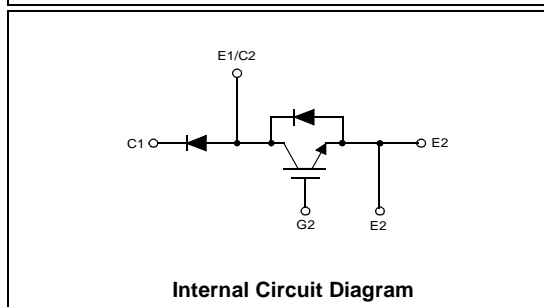 E1/C2
C1
E2
G2
E2
Internal Circuit Diagram